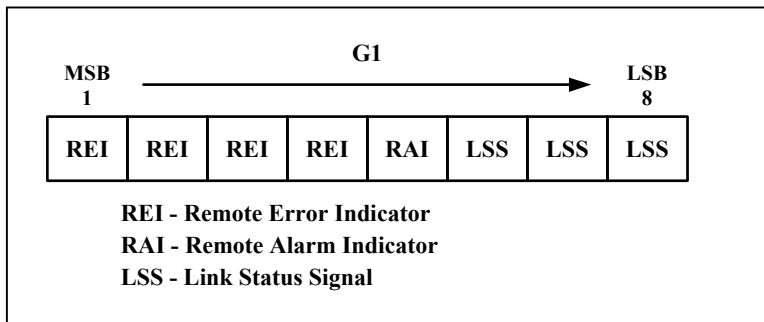 G1
MSB LSB
1 8
REI REI REI REI RAI LSS LSS LSS
REI - Remote Error Indicator
RAI - Remote Alarm Indicator
LSS - Link Status Signal